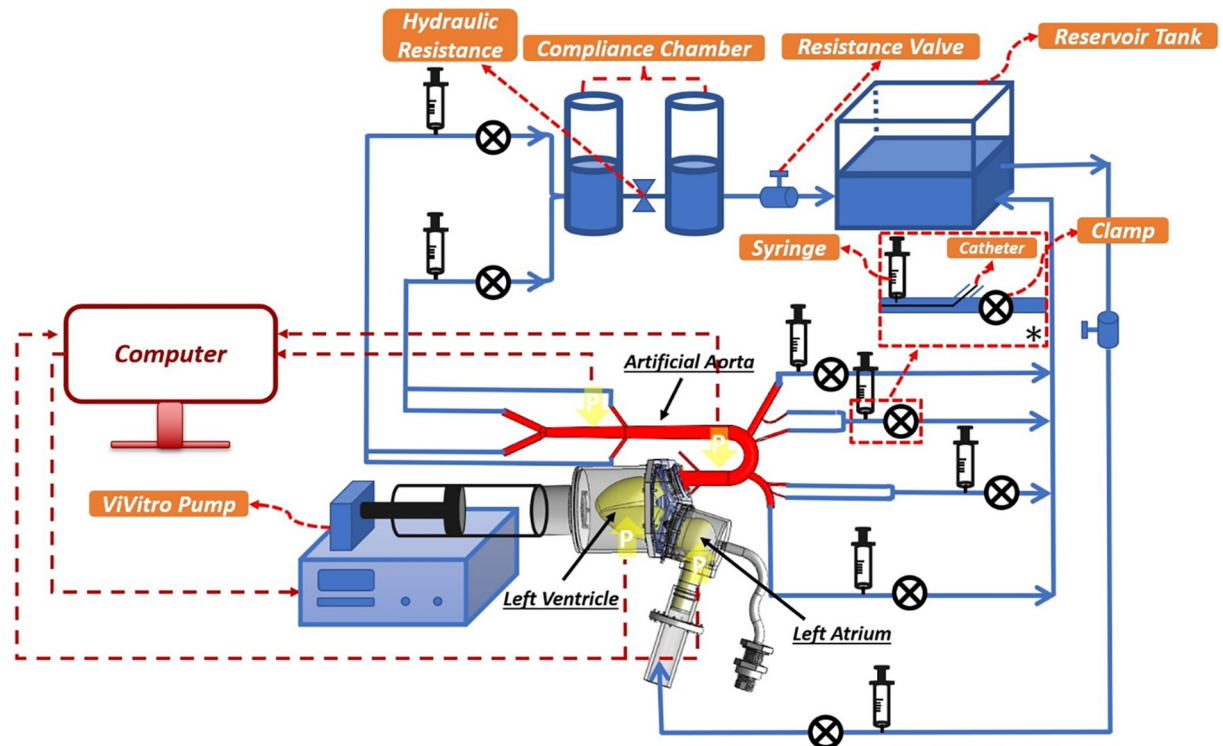 Hydraulic
Resistance
Compliance Chamber
Resistance Valve
Reservoir Tank
Syringe
Catheter
Clamp
*
Computer
Artificial Aorta
P
P
ViVitro Pump
P
P
Left Ventricle
Left Atrium